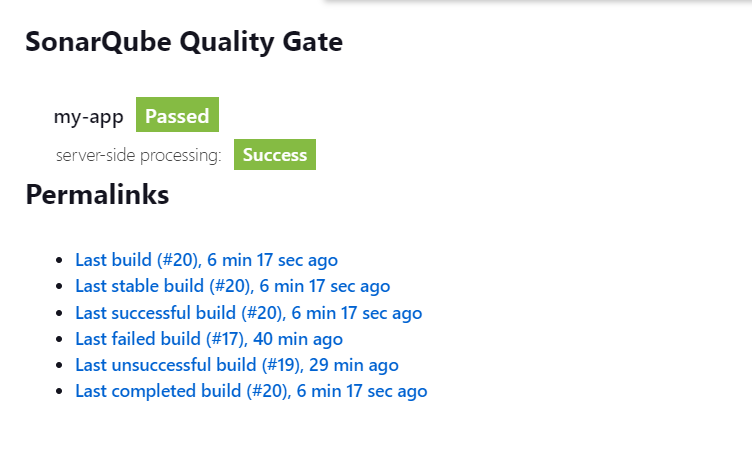 SonarQube Quality Gate
my-app Passed
server-side processing: Success
Permalinks
Last build (#20), 6 min 17 sec ago
Last stable build (#20), 6 min 17 sec ago
Last successful build (#20), 6 min 17 sec ago
Last failed build (#17), 40 min ago
Last unsuccessful build (#19), 29 min ago
Last completed build (#20), 6 min 17 sec ago